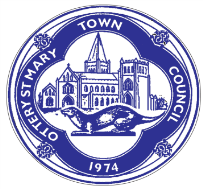 OTTERY ST MARY TOWN COUNCIL
1974